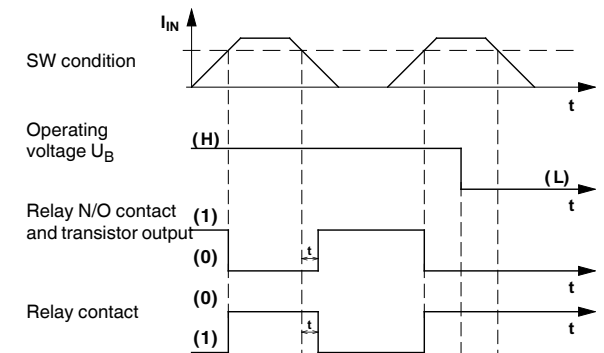 I_IN
SW condition
t
Operating
voltage U_B
(H)
(L)
t
Relay N/O contact
and transistor output
(1)
(0)
t
t
Relay contact
(0)
(1)
t
t